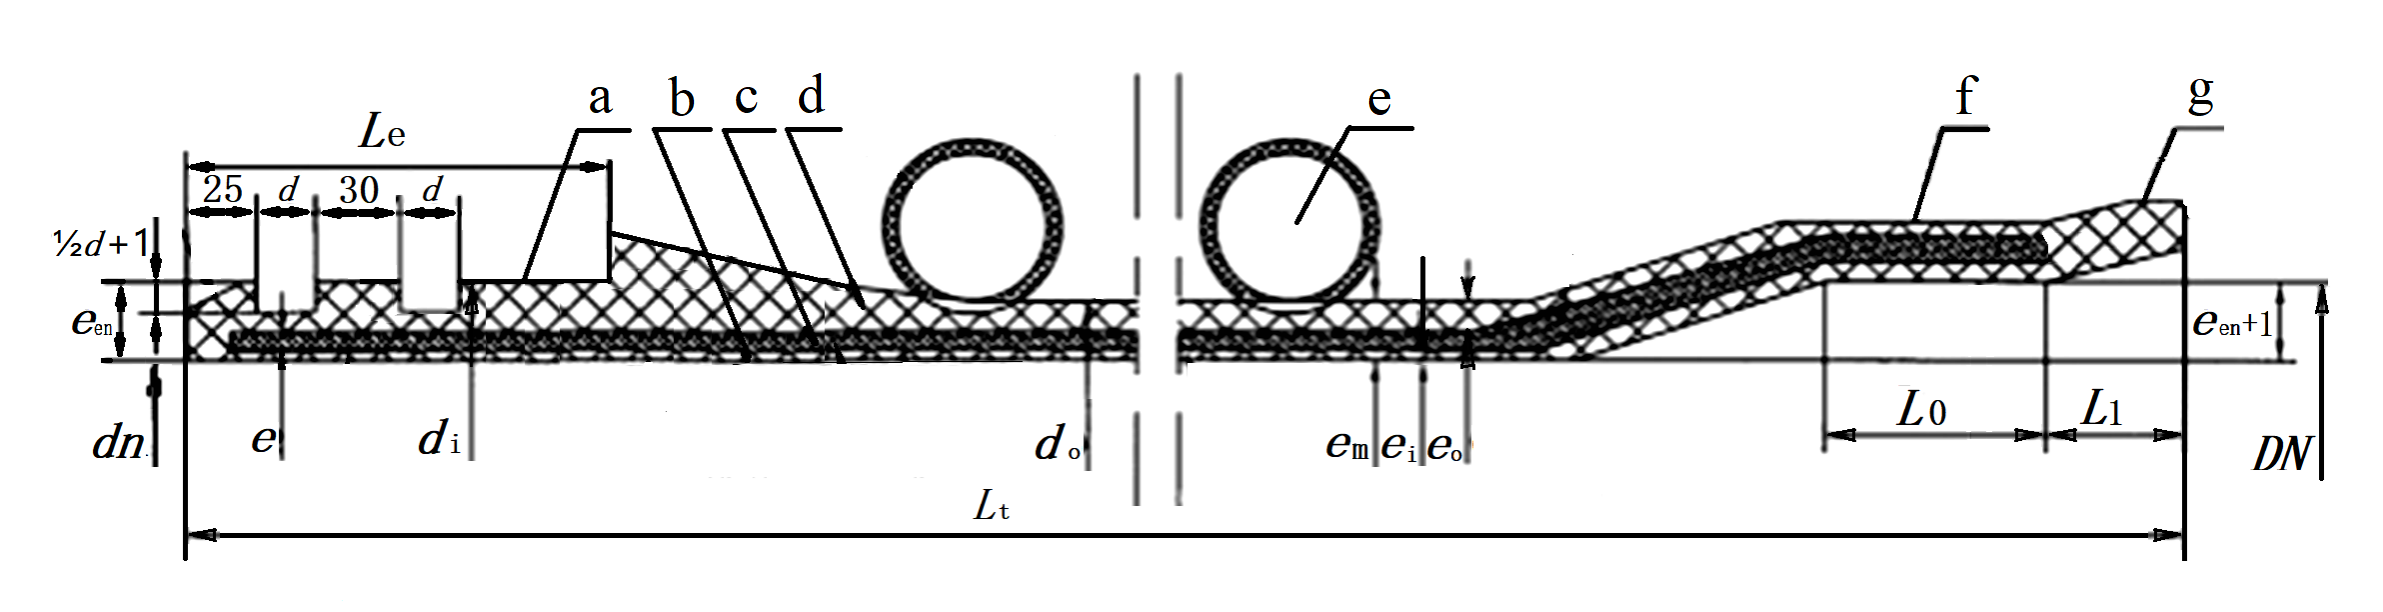 a b c d e f g
Le
25 d 30 d
½d+1
een
een+1
L0 L1
dn e di do em ei eo DN
Lt